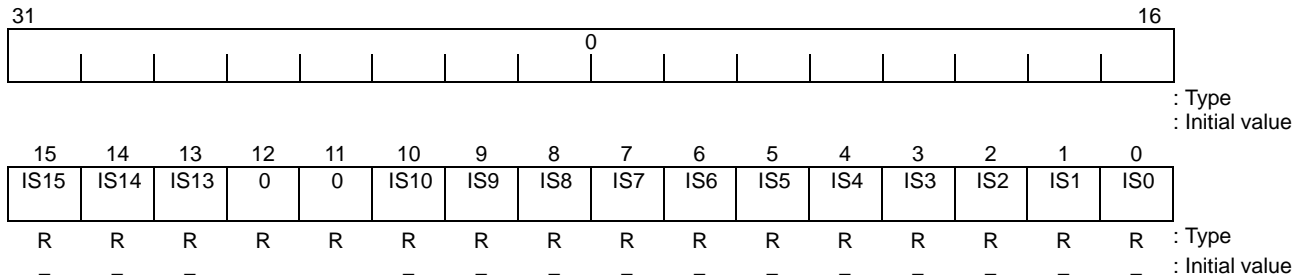 31 16
0
: Type
: Initial value
15 14 13 12 11 10 9 8 7 6 5 4 3 2 1 0
IS15 IS14 IS13 0 0 IS10 IS9 IS8 IS7 IS6 IS5 IS4 IS3 IS2 IS1 IS0
R R R R R R R R R R R R R R R R : Type
– – – – – – – – – – – – – – : Initial value